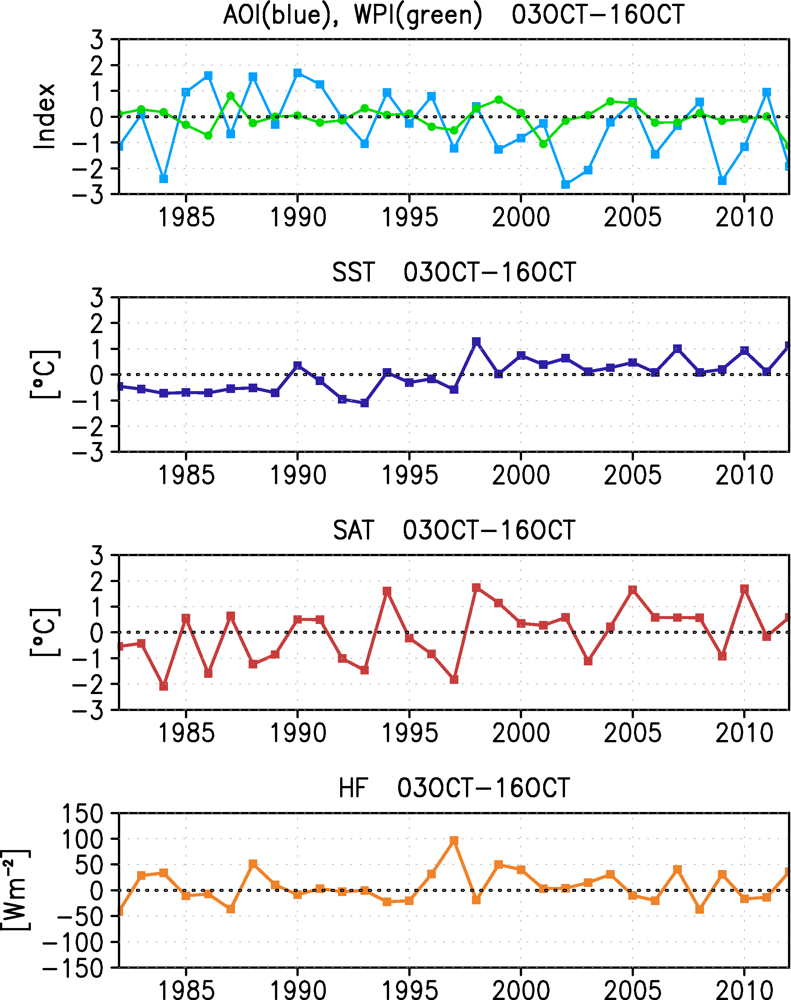 AOI(blue), WPI(green) 03OCT−16OCT
3
2
1
0
−1
−2
−3
Index
1985 1990 1995 2000 2005 2010
SST 03OCT−16OCT
3
2
1
0
−1
−2
−3
[°C]
1985 1990 1995 2000 2005 2010
SAT 03OCT−16OCT
3
2
1
0
−1
−2
−3
[°C]
1985 1990 1995 2000 2005 2010
HF 03OCT−16OCT
150
100
50
0
−50
−100
−150
[Wm⁻²]
1985 1990 1995 2000 2005 2010